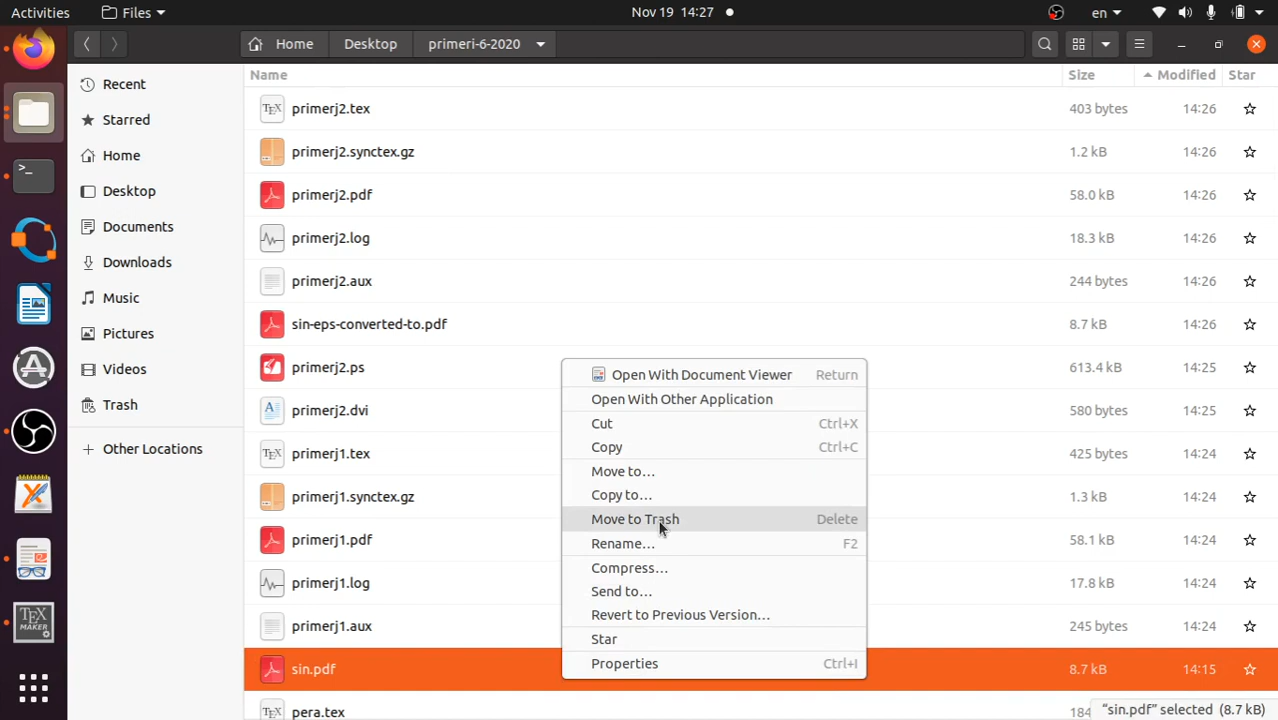 Activities Files Nov 19 14:27 en
Home Desktop primeri-6-2020
Name Size Modified Star
Recent
Starred
Home
Desktop
Documents
Downloads
Music
Pictures
Videos
Trash
+ Other Locations
primerj2.tex 403 bytes 14:26
primerj2.synctex.gz 1.2 kB 14:26
primerj2.pdf 58.0 kB 14:26
primerj2.log 18.3 kB 14:26
primerj2.aux 244 bytes 14:26
sin-eps-converted-to.pdf 8.7 kB 14:26
primerj2.ps 613.4 kB 14:25
primerj2.dvi 580 bytes 14:25
primerj1.tex 425 bytes 14:24
primerj1.synctex.gz 1.3 kB 14:24
primerj1.pdf 58.1 kB 14:24
primerj1.log 17.8 kB 14:24
primerj1.aux 245 bytes 14:24
sin.pdf 8.7 kB 14:15
pera.tex 184
Open With Document Viewer Return
Open With Other Application
Cut Ctrl+X
Copy Ctrl+C
Move to...
Copy to...
Move to Trash Delete
Rename... F2
Compress...
Send to...
Revert to Previous Version...
Star
Properties Ctrl+I
"sin.pdf" selected (8.7 kB)
TEX
MAKER